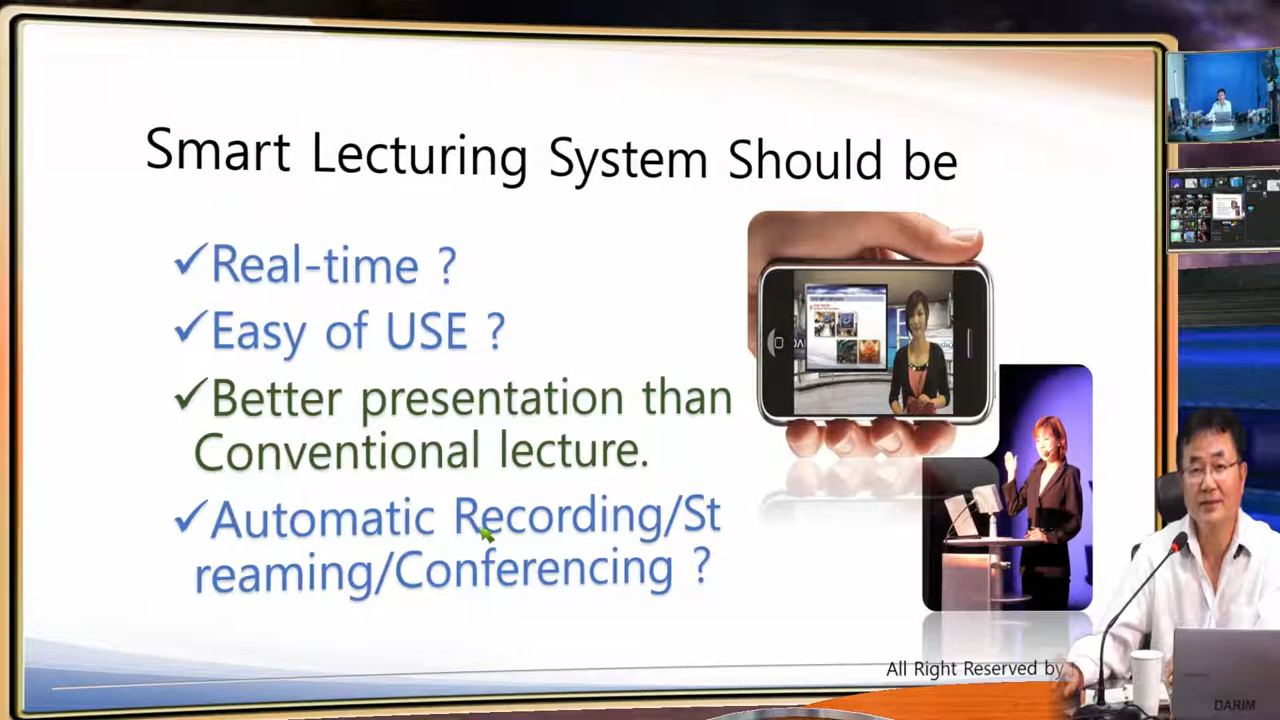 Smart Lecturing System Should be
✓Real-time ?
✓Easy of USE ?
✓Better presentation than
Conventional lecture.
✓Automatic Recording/St
reaming/Conferencing ?
All Right Reserved by
DARIM